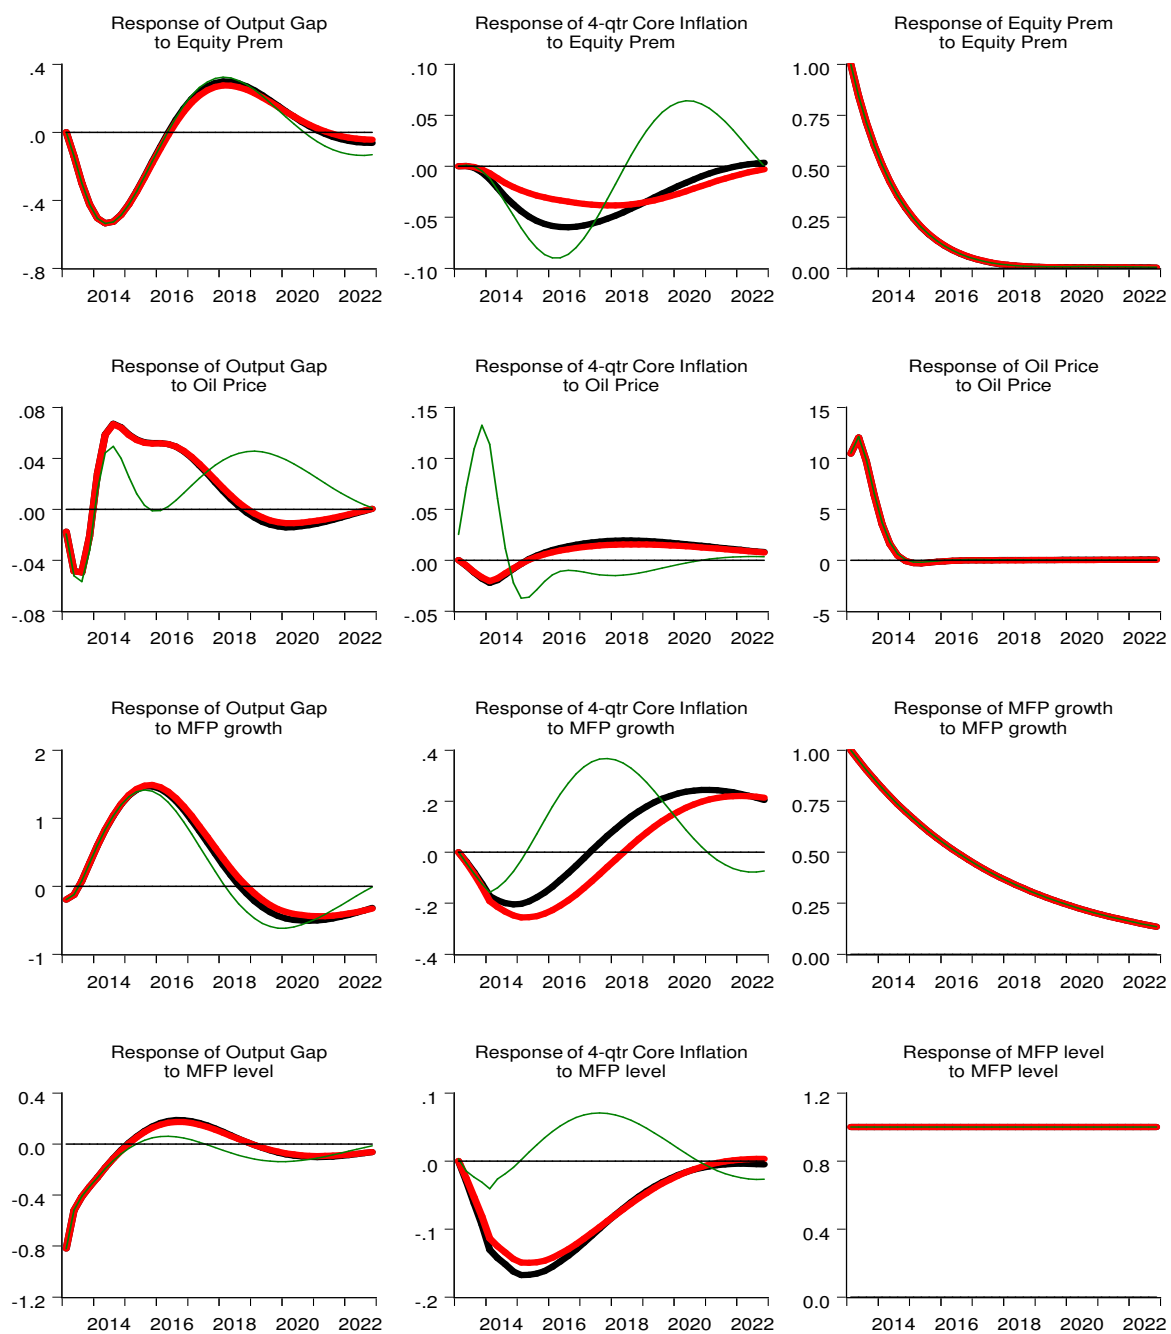 Response of Output Gap
to Equity Prem
.4
.0
-.4
-.8
2014 2016 2018 2020 2022
Response of 4-qtr Core Inflation
to Equity Prem
.10
.05
.00
-.05
-.10
2014 2016 2018 2020 2022
Response of Equity Prem
to Equity Prem
1.00
0.75
0.50
0.25
0.00
2014 2016 2018 2020 2022
Response of Output Gap
to Oil Price
.08
.04
.00
-.04
-.08
2014 2016 2018 2020 2022
Response of 4-qtr Core Inflation
to Oil Price
.15
.10
.05
.00
-.05
2014 2016 2018 2020 2022
Response of Oil Price
to Oil Price
15
10
5
0
-5
2014 2016 2018 2020 2022
Response of Output Gap
to MFP growth
2
1
0
-1
2014 2016 2018 2020 2022
Response of 4-qtr Core Inflation
to MFP growth
.4
.2
.0
-.2
-.4
2014 2016 2018 2020 2022
Response of MFP growth
to MFP growth
1.00
0.75
0.50
0.25
0.00
2014 2016 2018 2020 2022
Response of Output Gap
to MFP level
0.4
0.0
-0.4
-0.8
-1.2
2014 2016 2018 2020 2022
Response of 4-qtr Core Inflation
to MFP level
.1
.0
-.1
-.2
2014 2016 2018 2020 2022
Response of MFP level
to MFP level
1.2
0.8
0.4
0.0
2014 2016 2018 2020 2022